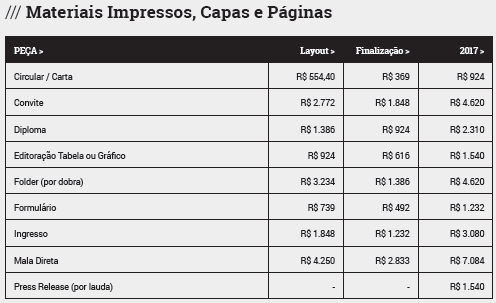 /// Materiais Impressos, Capas e Páginas
PEÇA > Layout > Finalização > 2017 >
Circular / Carta R$ 554,40 R$ 369 R$ 924
Convite R$ 2.772 R$ 1.848 R$ 4.620
Diploma R$ 1.386 R$ 924 R$ 2.310
Editoração Tabela ou Gráfico R$ 924 R$ 616 R$ 1.540
Folder (por dobra) R$ 3.234 R$ 1.386 R$ 4.620
Formulário R$ 739 R$ 492 R$ 1.232
Ingresso R$ 1.848 R$ 1.232 R$ 3.080
Mala Direta R$ 4.250 R$ 2.833 R$ 7.084
Press Release (por lauda) - - R$ 1.540